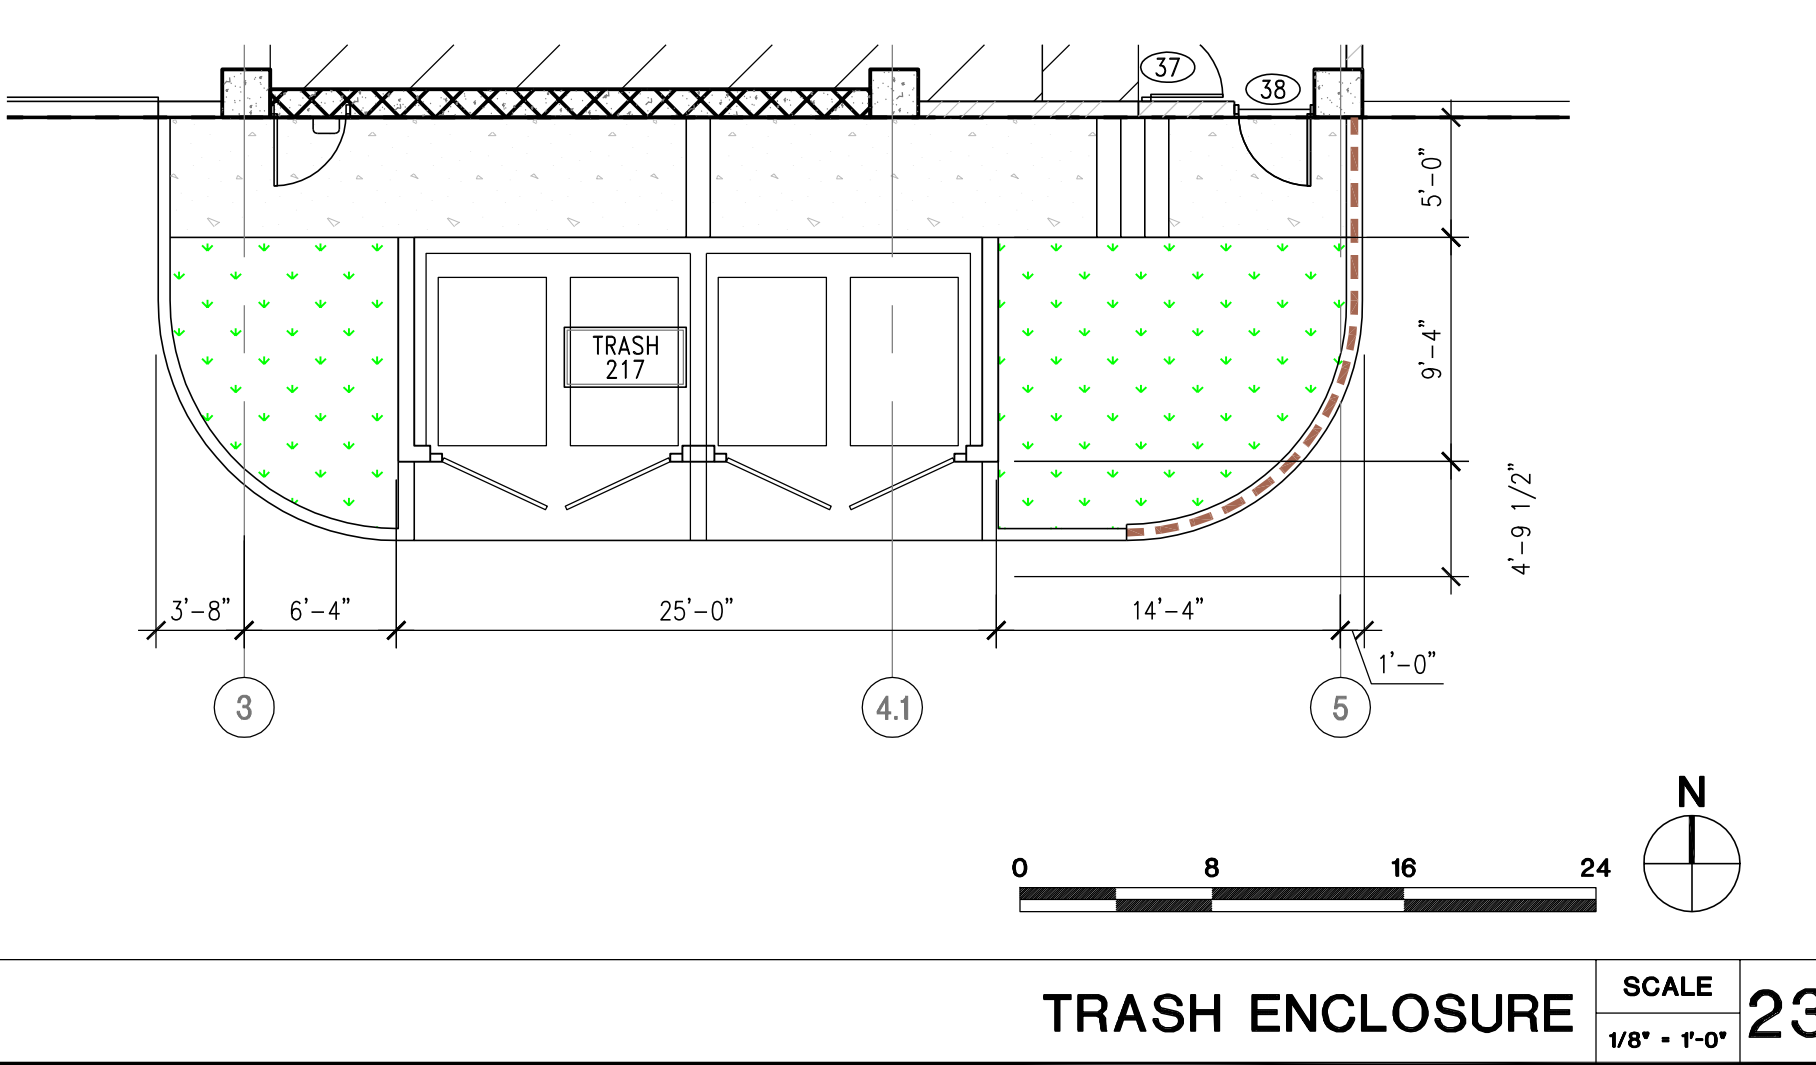 37
38
5'-0"
TRASH
217
9'-4"
4'-9 1/2"
3'-8"
6'-4"
25'-0"
14'-4"
1'-0"
3
4.1
5
N
0 8 16 24
TRASH ENCLOSURE
SCALE
1/8" = 1'-0"
23